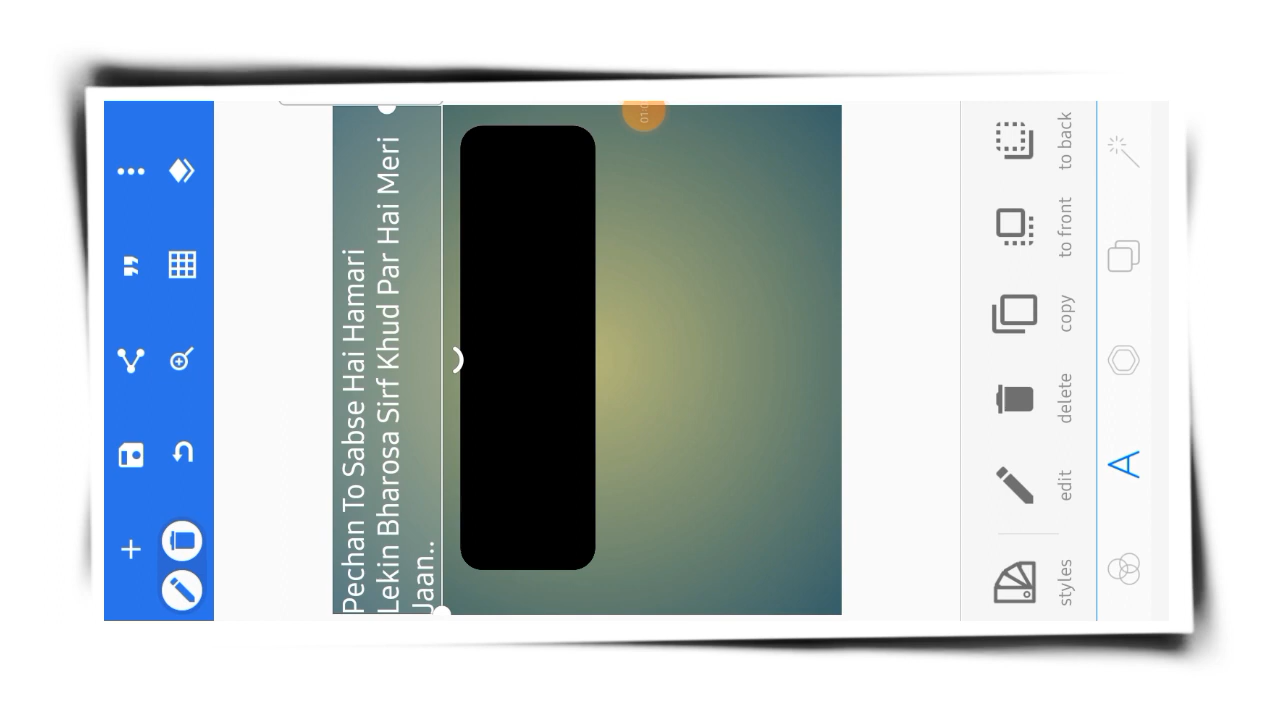 Pechan To Sabse Hai Hamari
Lekin Bharosa Sirf Khud Par Hai Meri
Jaan..
styles
edit
delete
copy
to front
to back